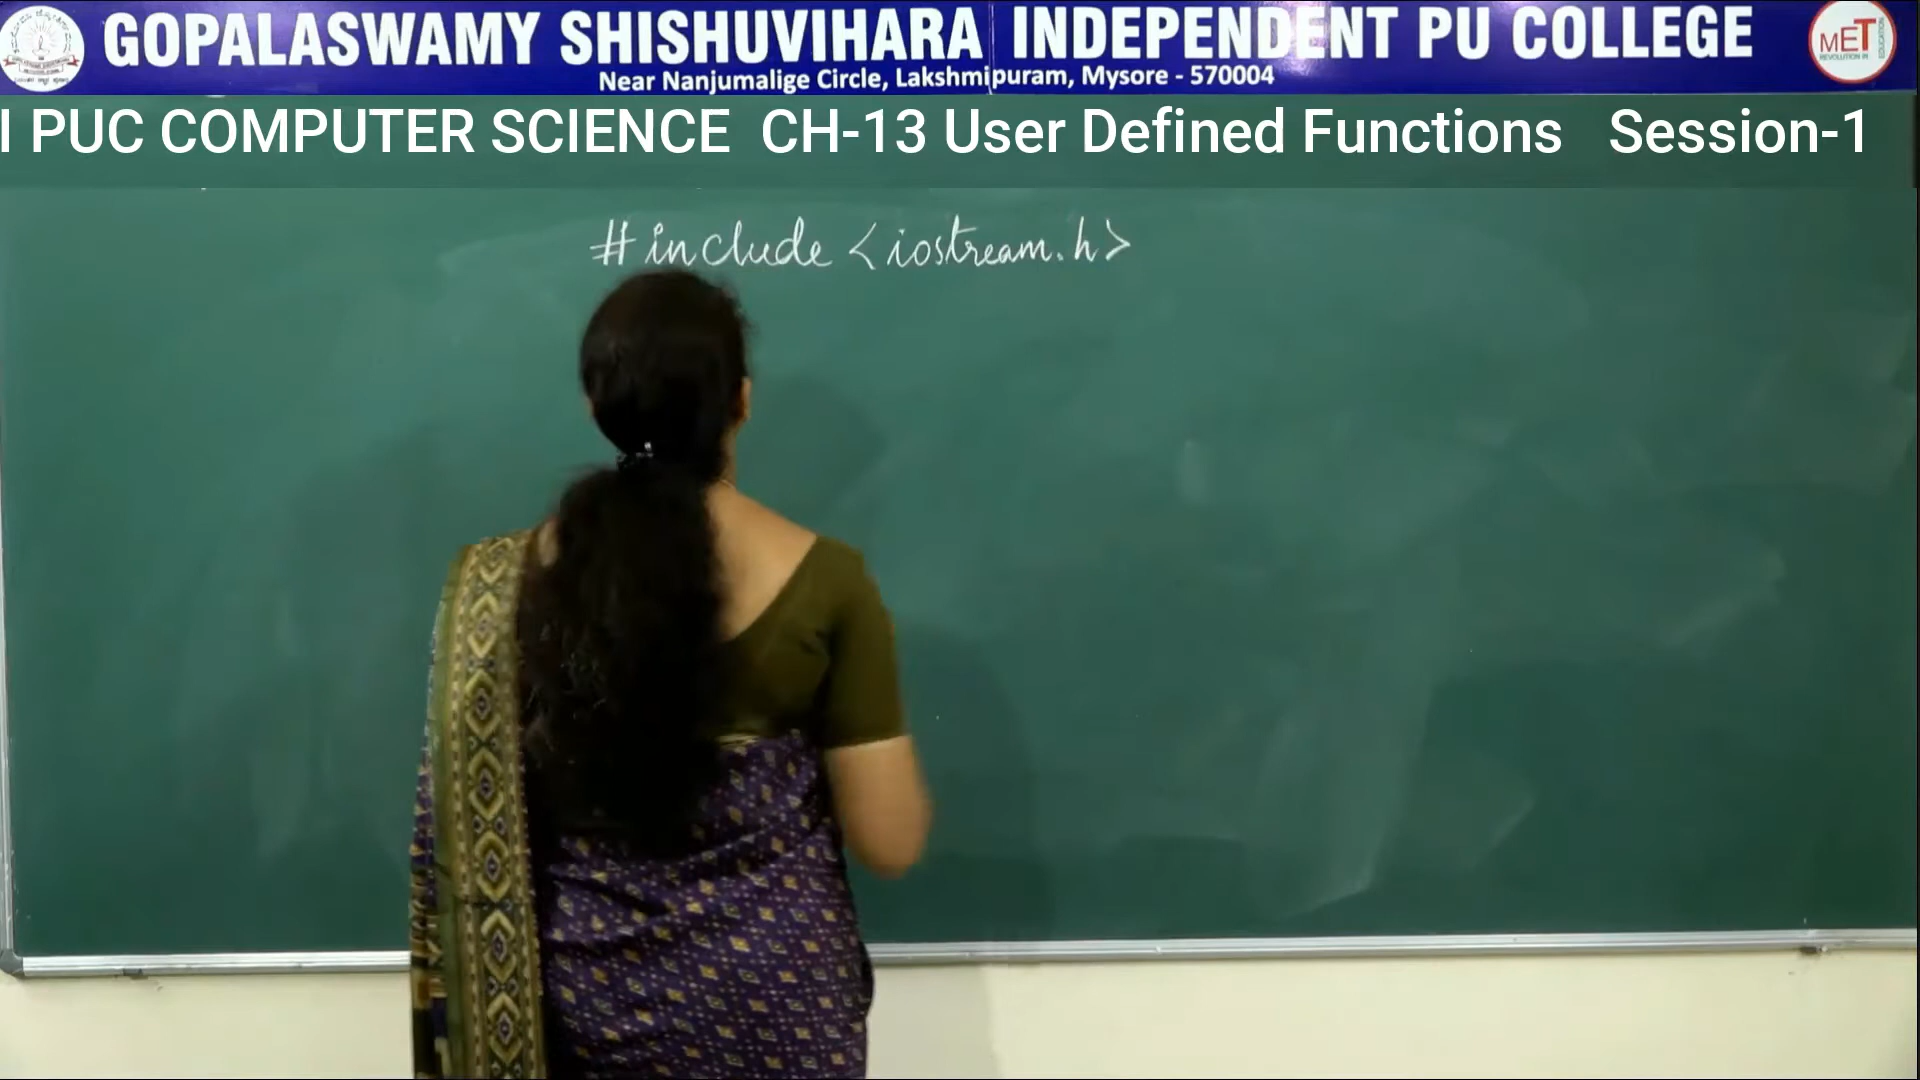 GOPALASWAMY SHISHUVIHARA INDEPENDENT PU COLLEGE
Near Nanjumalige Circle, Lakshmipuram, Mysore - 570004
MET
I PUC COMPUTER SCIENCE CH-13 User Defined Functions Session-1
#include <iostream.h>